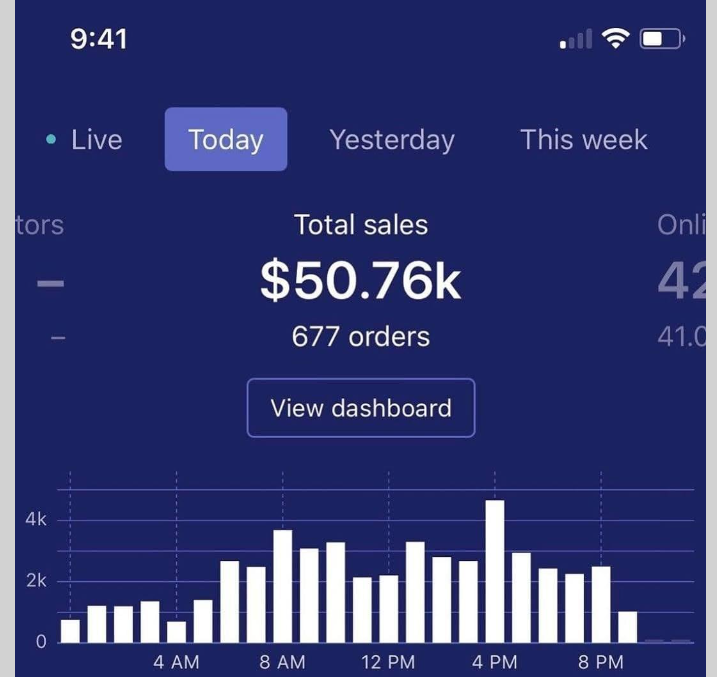 9:41
Live Today Yesterday This week
tors Total sales Onli
– $50.76k 42
– 677 orders 41.0
View dashboard
4k
2k
0
4 AM 8 AM 12 PM 4 PM 8 PM